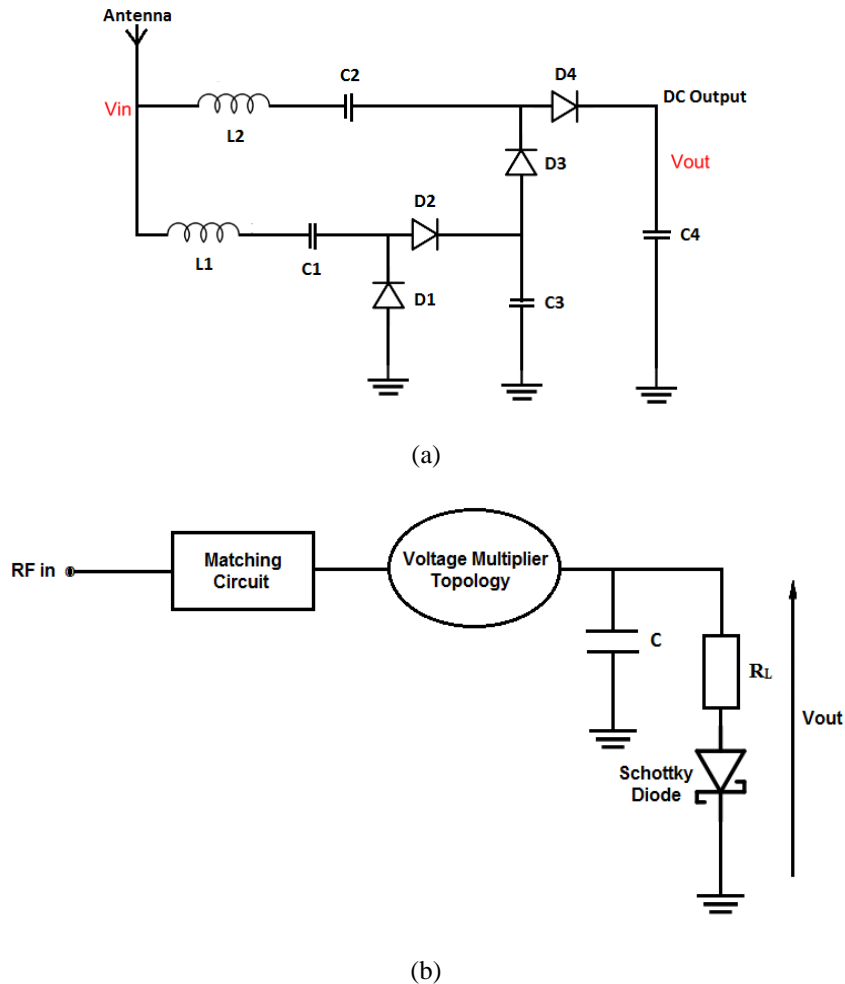 Antenna
C2
D4
DC Output
Vin
L2
D3
Vout
D2
L1
C1
D1
C3
C4
(a)
RF in
Matching
Circuit
Voltage Multiplier
Topology
C
RL
Vout
Schottky
Diode
(b)